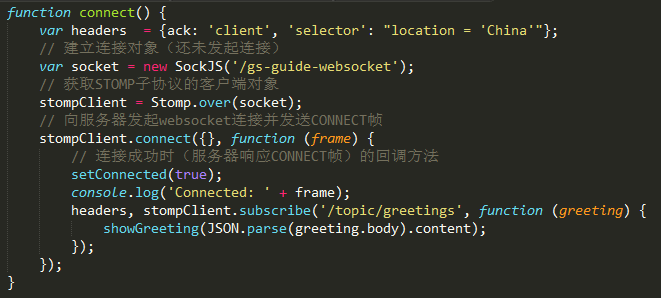 function connect() {
    var headers  = {ack: 'client', 'selector': "location = 'China'"};
    // 建立连接对象（还未发起连接）
    var socket = new SockJS('/gs-guide-websocket');
    // 获取STOMP子协议的客户端对象
    stompClient = Stomp.over(socket);
    // 向服务器发起websocket连接并发送CONNECT帧
    stompClient.connect({}, function (frame) {
        // 连接成功时（服务器响应CONNECT帧）的回调方法
        setConnected(true);
        console.log('Connected: ' + frame);
        headers, stompClient.subscribe('/topic/greetings', function (greeting) {
            showGreeting(JSON.parse(greeting.body).content);
        });
    });
}